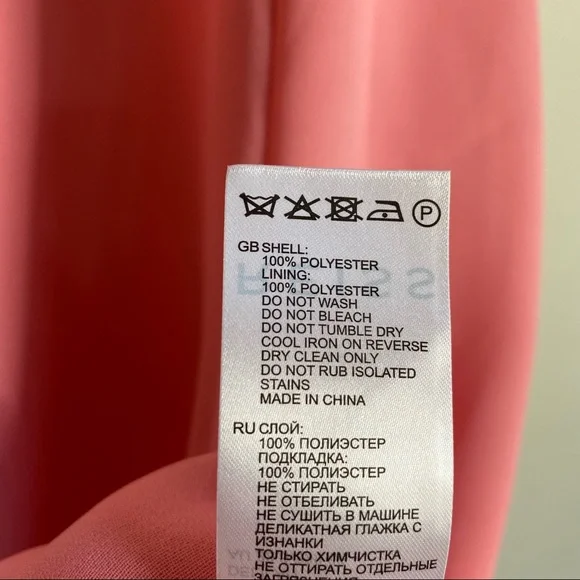 P
GB SHELL:
100% POLYESTER
LINING:
100% POLYESTER
DO NOT WASH
DO NOT BLEACH
DO NOT TUMBLE DRY
COOL IRON ON REVERSE
DRY CLEAN ONLY
DO NOT RUB ISOLATED
STAINS
MADE IN CHINA
RU СЛОЙ:
100% ПОЛИЭСТЕР
ПОДКЛАДКА:
100% ПОЛИЭСТЕР
НЕ СТИРАТЬ
НЕ ОТБЕЛИВАТЬ
НЕ СУШИТЬ В МАШИНЕ
ДЕЛИКАТНАЯ ГЛАЖКА С
ИЗНАНКИ
ТОЛЬКО ХИМЧИСТКА
НЕ ОТТИРАТЬ ОТДЕЛЬНЫЕ
ЗАГРЯЗНЕНИЯ